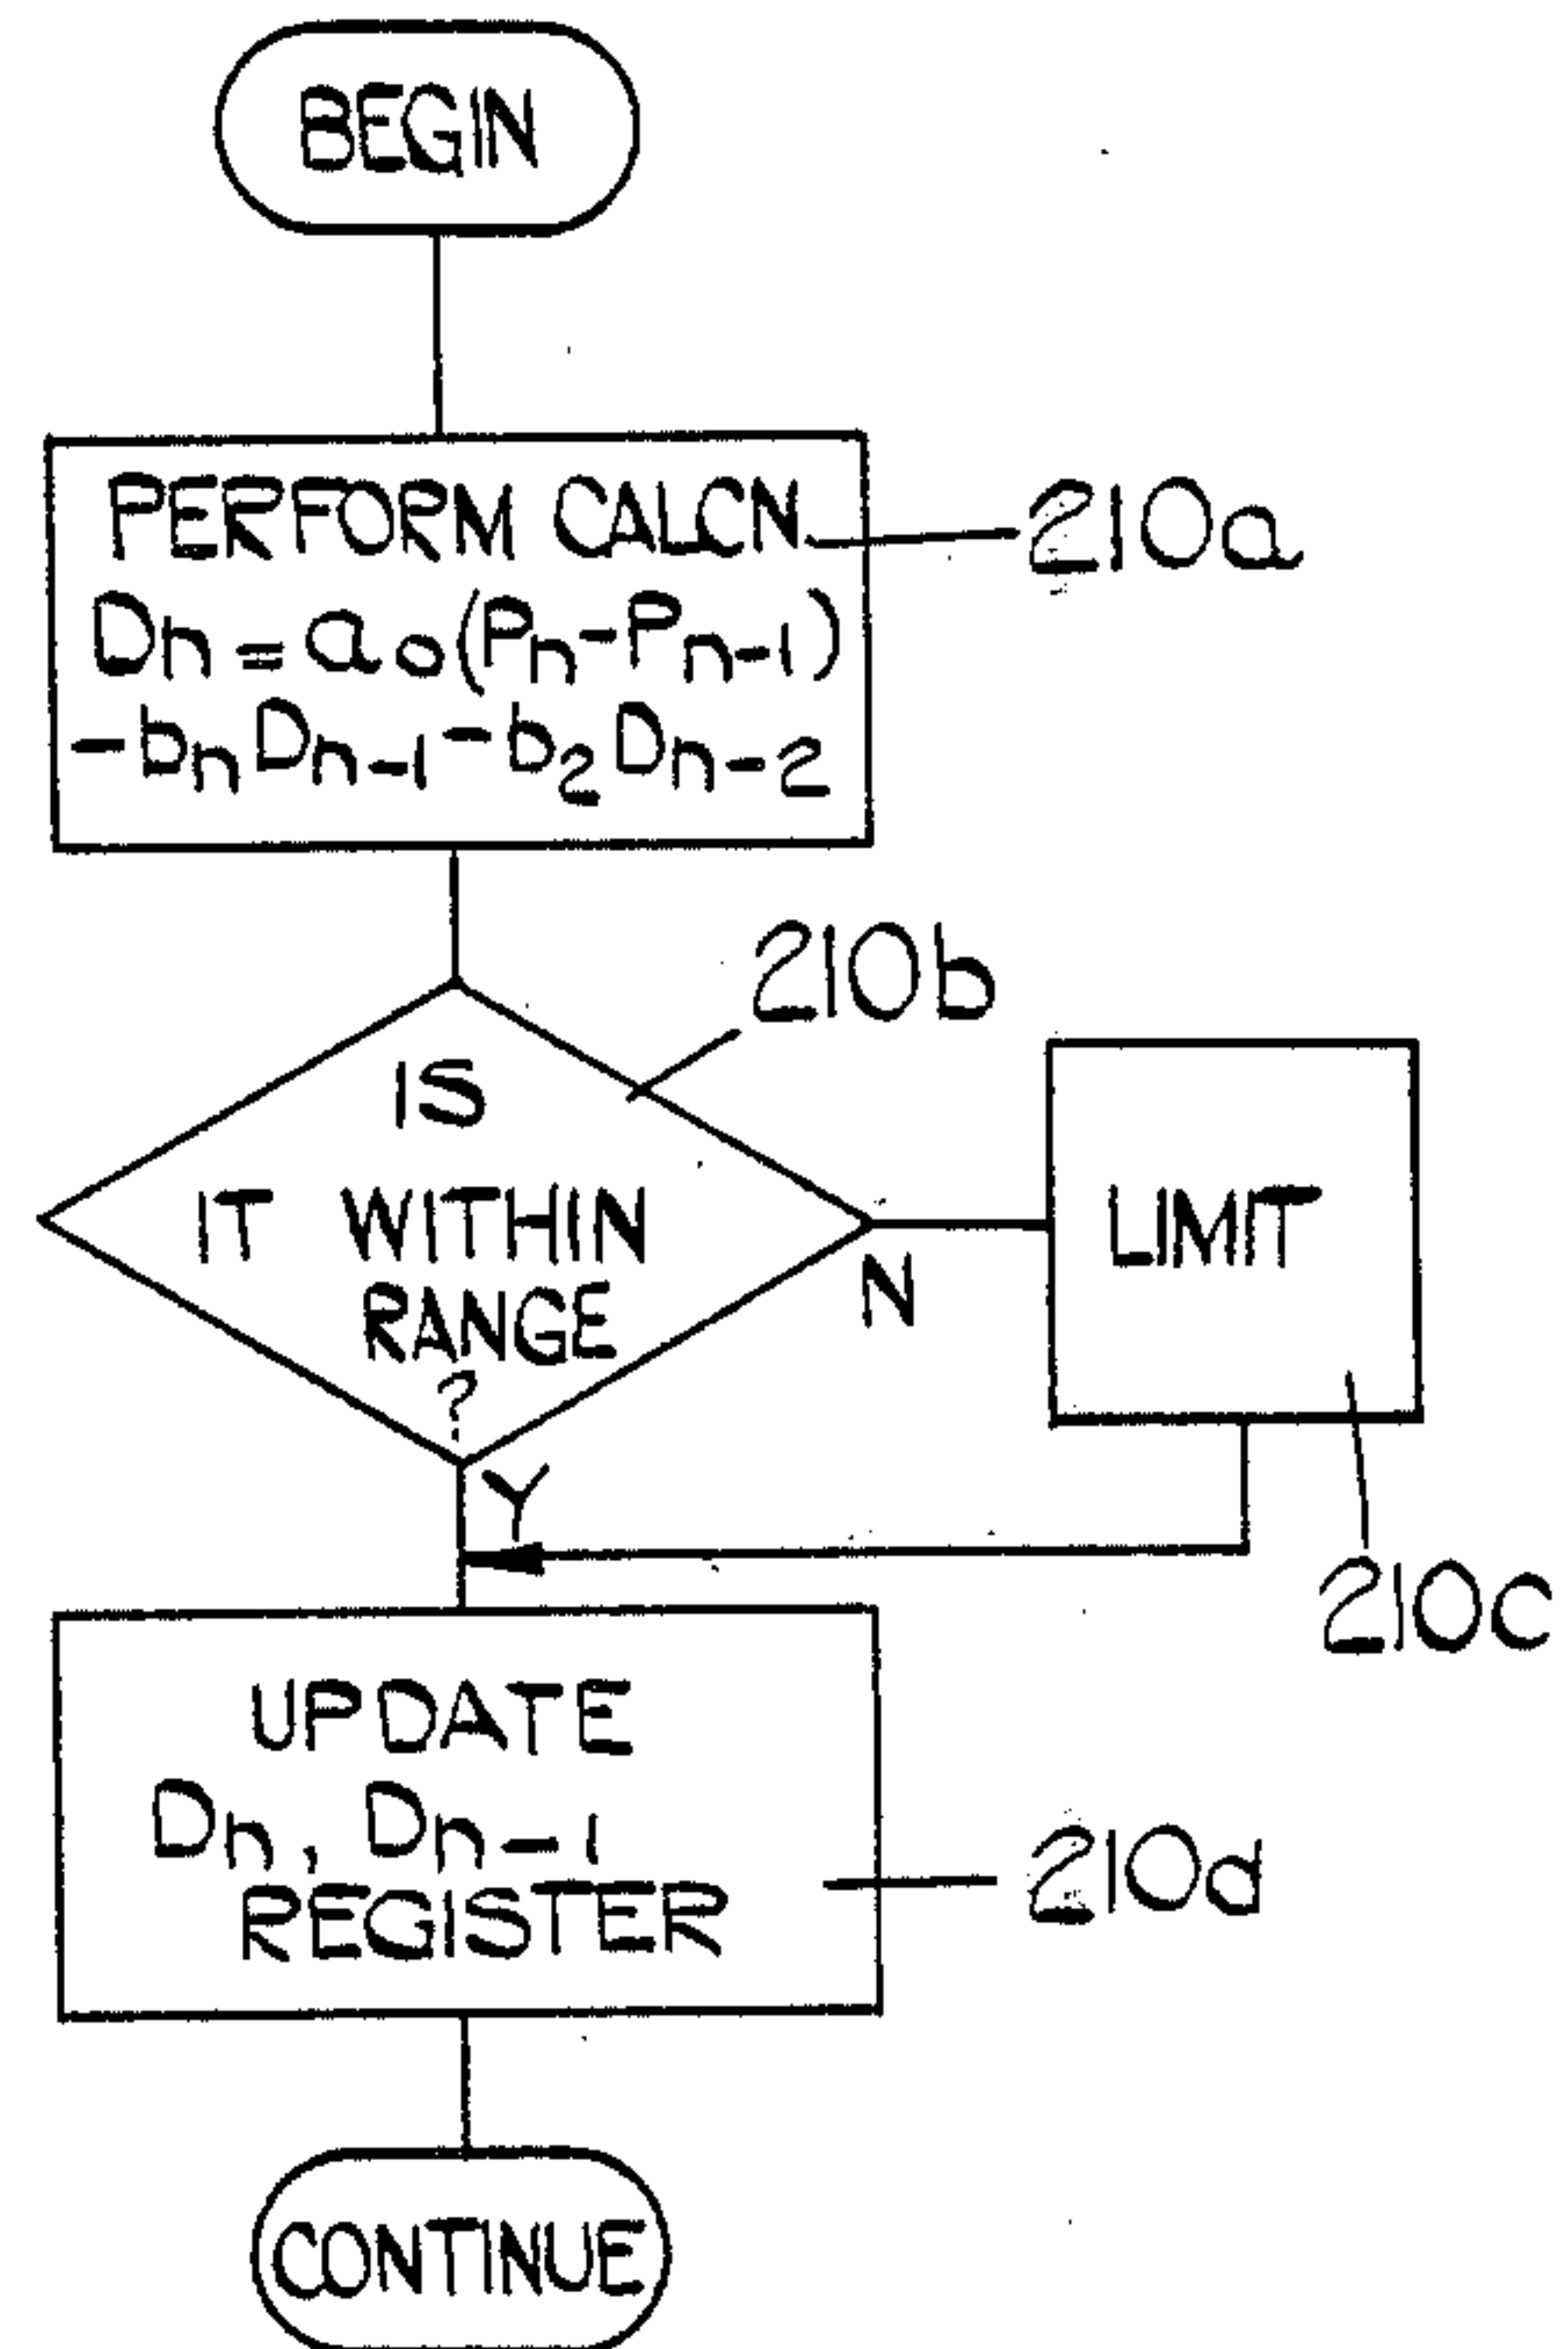 BEGIN
PERFORM CALCN
Dn = a0(Pn-Pn-1)
-bnDn-1-b2Dn-2
210a
210b
IS
IT WITHIN
RANGE
?
N
LIMIT
Y
210c
UPDATE
Dn, Dn-1
REGISTER
210d
CONTINUE